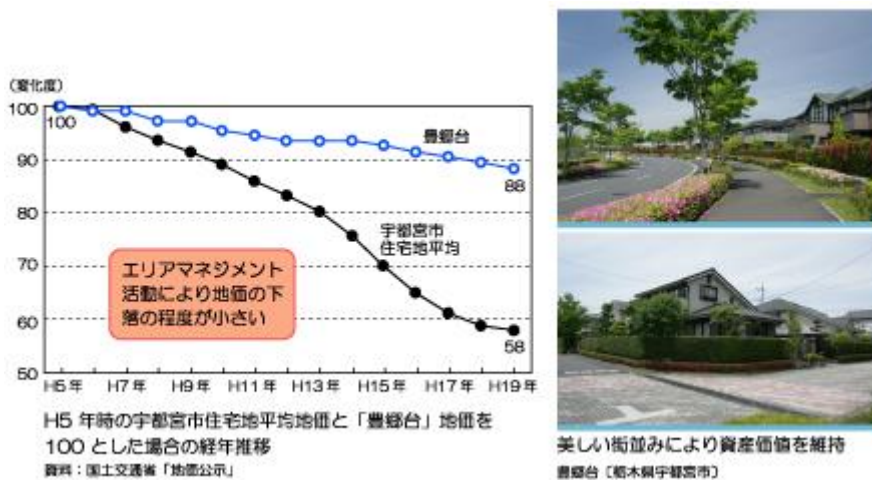 （変化度）
100
90
80
70
60
50
100
豊郷台
88
宇都宮市
住宅地平均
58
エリアマネジメント
活動により地価の下
落の程度が小さい
H5年 H7年 H9年 H11年 H13年 H15年 H17年 H19年
H5 年時の宇都宮市住宅地平均地価と「豊郷台」地価を
100 とした場合の経年推移
資料：国土交通省「地価公示」
美しい街並みにより資産価値を維持
豊郷台〔栃木県宇都宮市〕